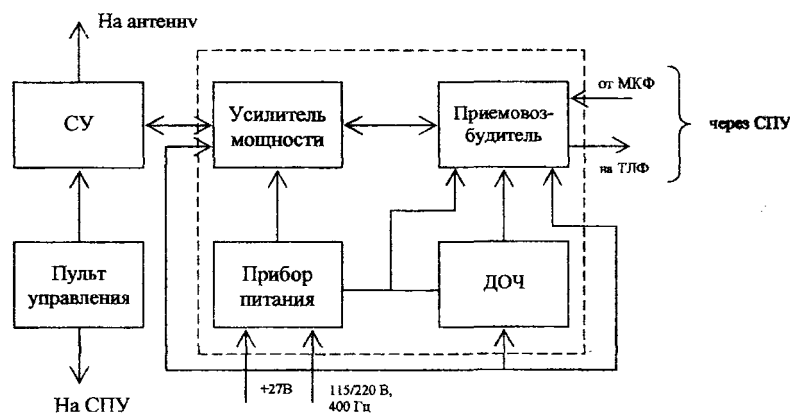 На антенну
СУ
Усилитель
мощности
Приемовоз-
будитель
от МКФ
на ТЛФ
через СПУ
Пульт
управления
Прибор
питания
ДОЧ
На СПУ
+27В
115/220 В,
400 Гц